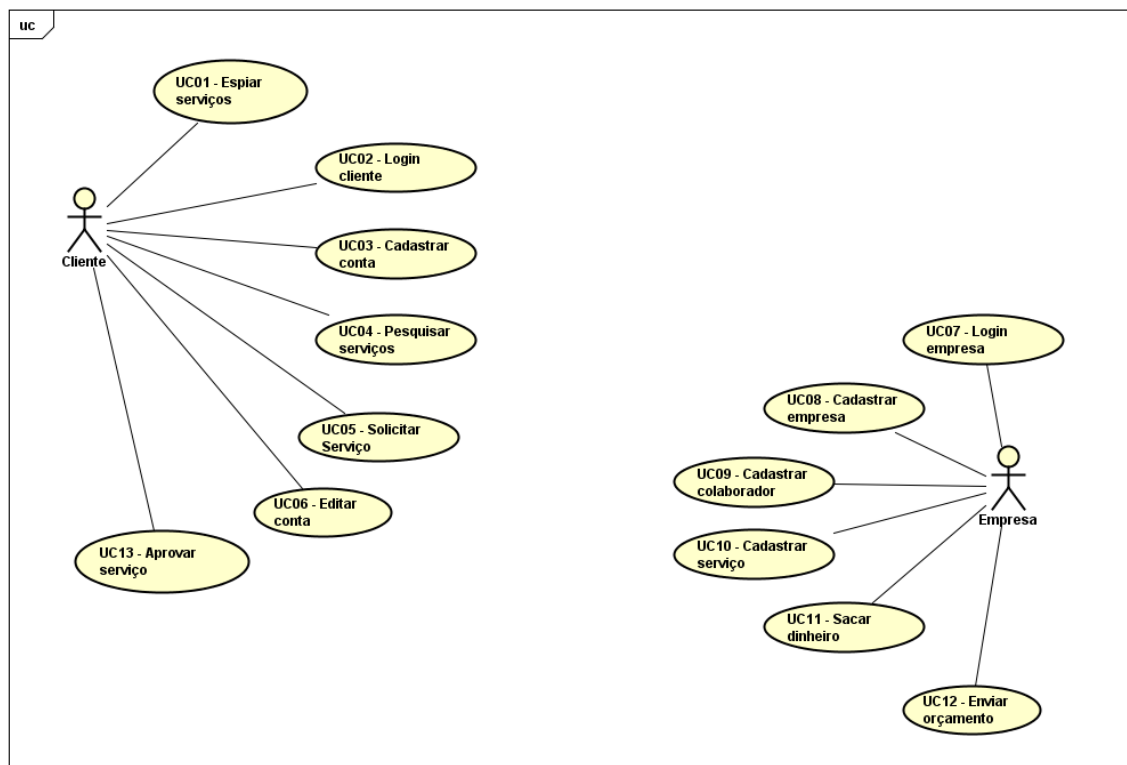 uc
UC01 - Espiar
serviços
UC02 - Login
cliente
UC03 - Cadastrar
conta
Cliente
UC04 - Pesquisar
serviços
UC05 - Solicitar
Serviço
UC06 - Editar
conta
UC13 - Aprovar
serviço
UC07 - Login
empresa
UC08 - Cadastrar
empresa
UC09 - Cadastrar
colaborador
Empresa
UC10 - Cadastrar
serviço
UC11 - Sacar
dinheiro
UC12 - Enviar
orçamento